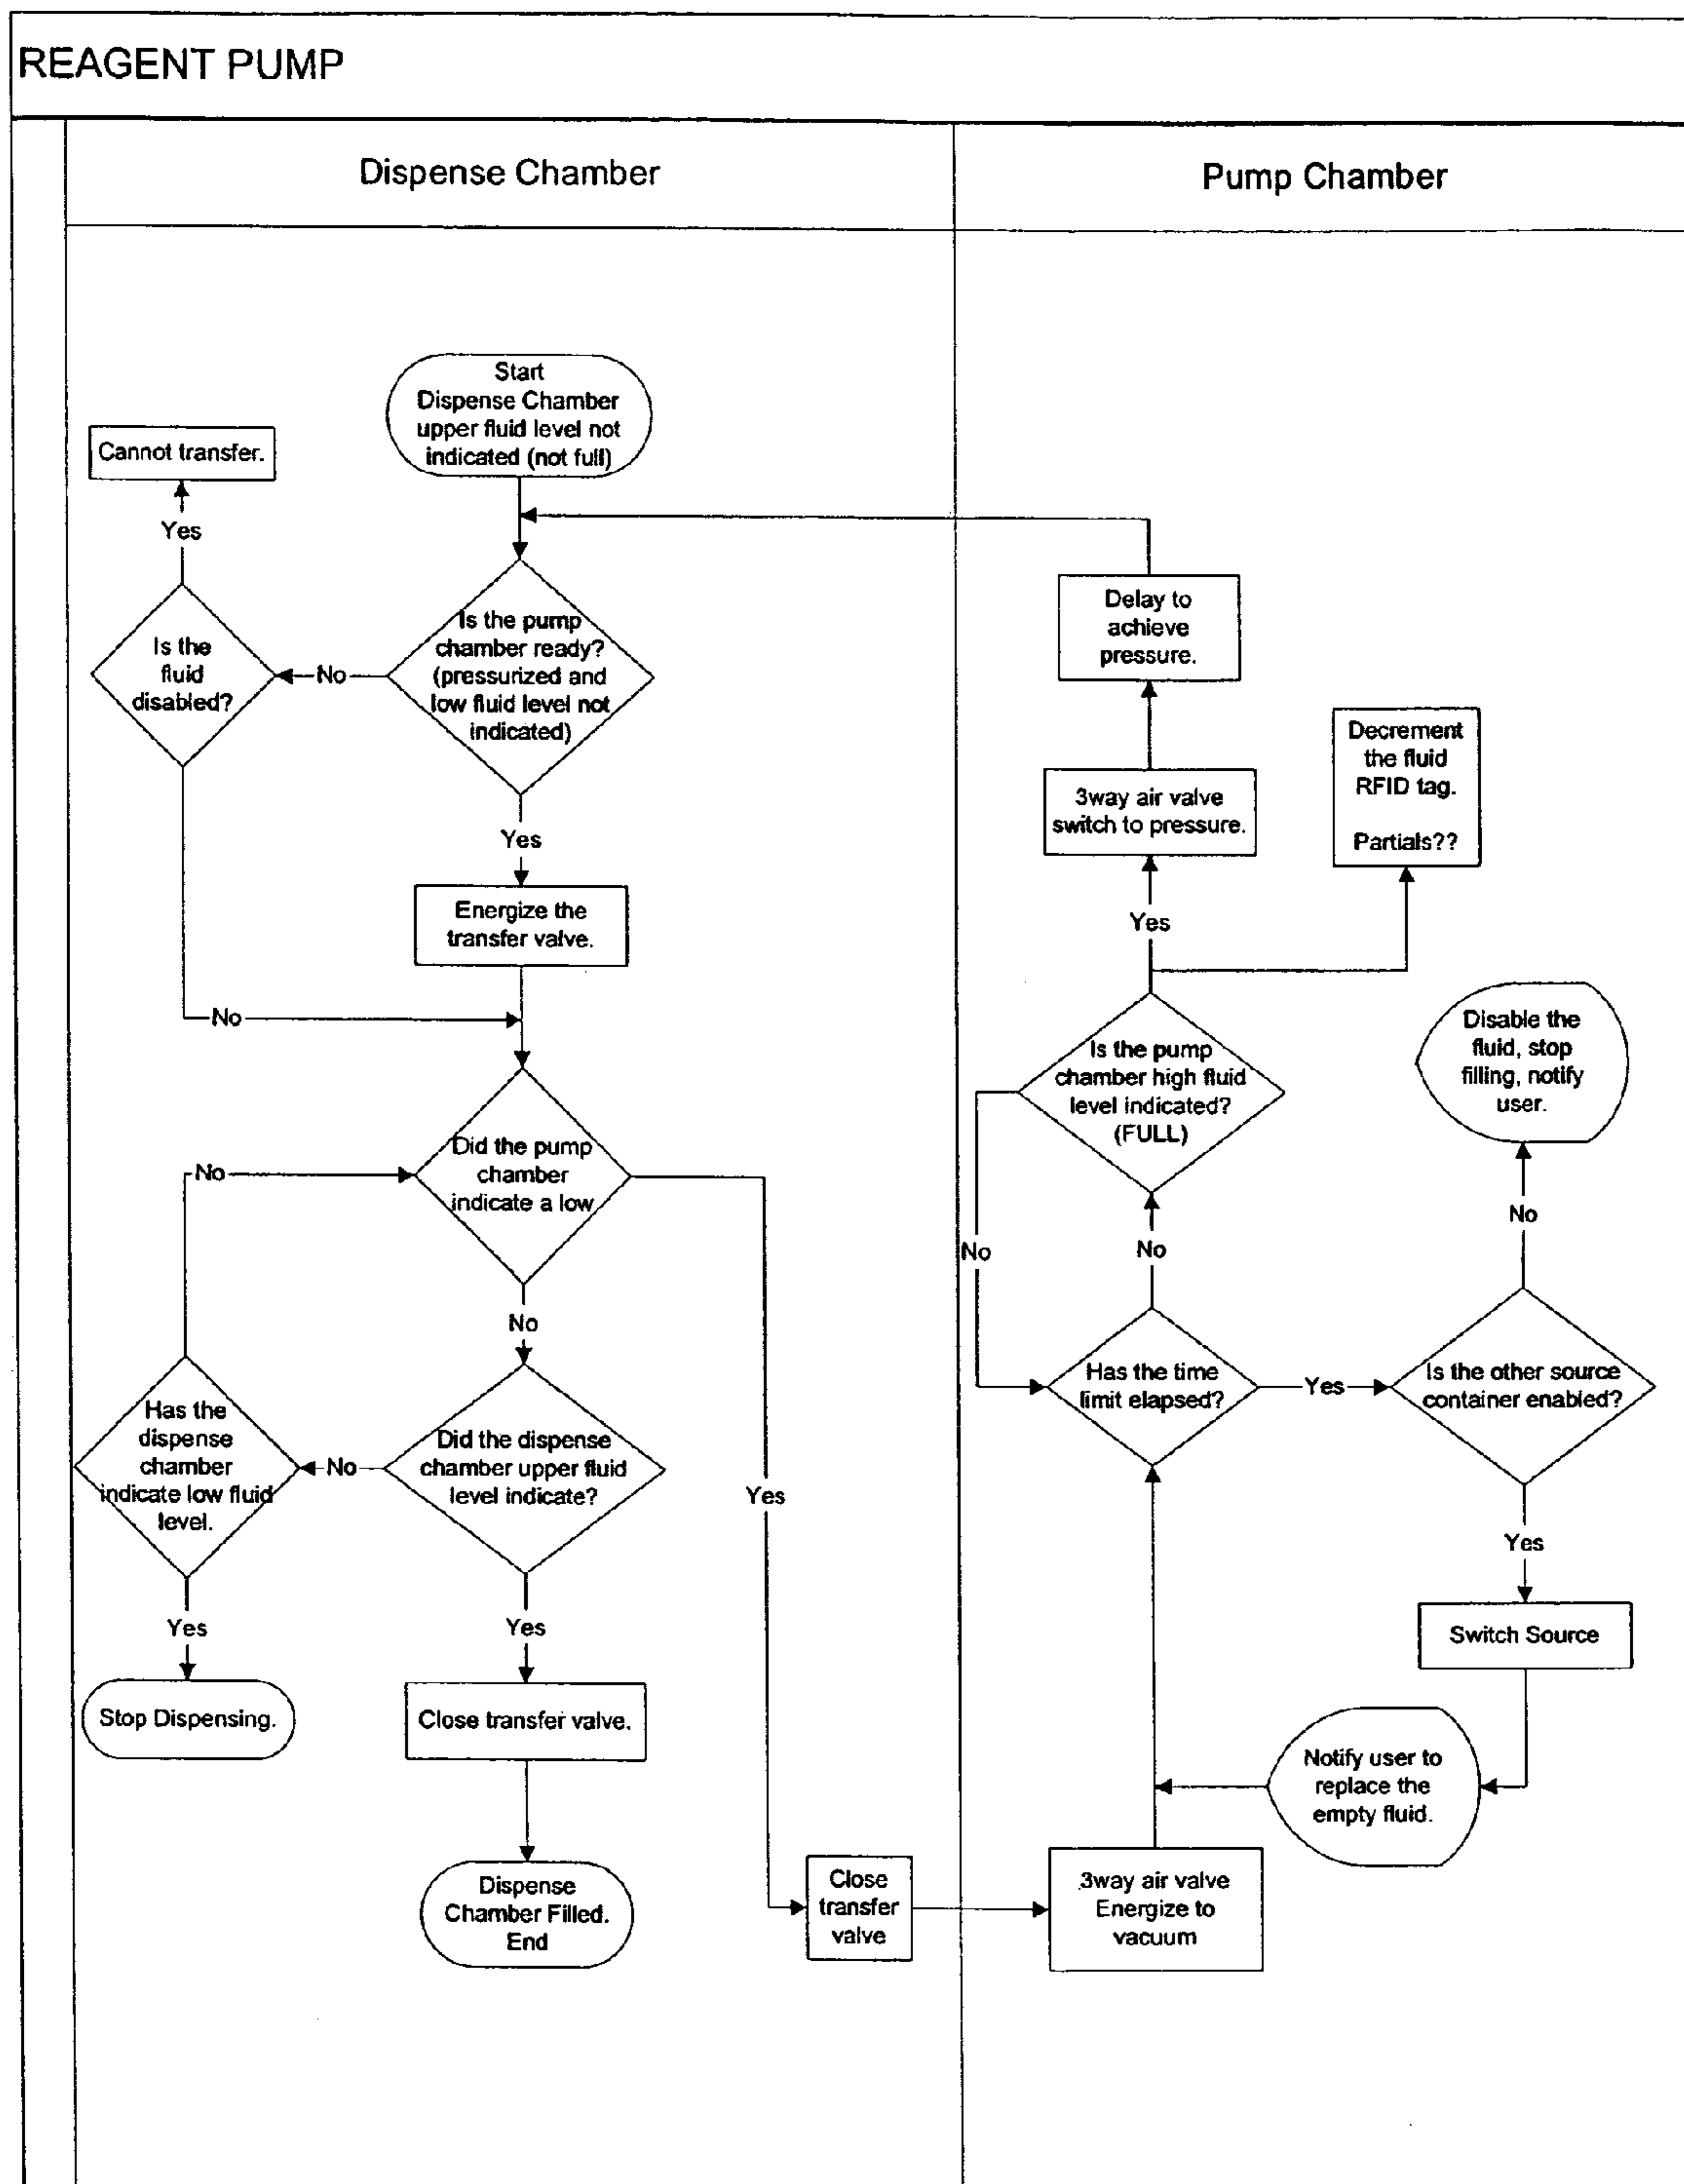 REAGENT PUMP
Dispense Chamber
Pump Chamber
Start
Dispense Chamber
upper fluid level not
indicated (not full)
Cannot transfer.
Yes
Is the
fluid
disabled?
No
Is the pump
chamber ready?
(pressurized and
low fluid level not
indicated)
Yes
Energize the
transfer valve.
No
Did the pump
chamber
indicate a low
No
No
Did the dispense
chamber upper fluid
level indicate?
No
Has the
dispense
chamber
indicate low fluid
level.
Yes
Stop Dispensing.
Yes
Close transfer valve.
Dispense
Chamber Filled.
End
Yes
Close
transfer
valve
Delay to
achieve
pressure.
3way air valve
switch to pressure.
Decrement
the fluid
RFID tag.
Partials??
Yes
Is the pump
chamber high fluid
level indicated?
(FULL)
No
No
Has the time
limit elapsed?
Yes
Is the other source
container enabled?
No
Disable the
fluid, stop
filling, notify
user.
Yes
Switch Source
Notify user to
replace the
empty fluid.
3way air valve
Energize to
vacuum